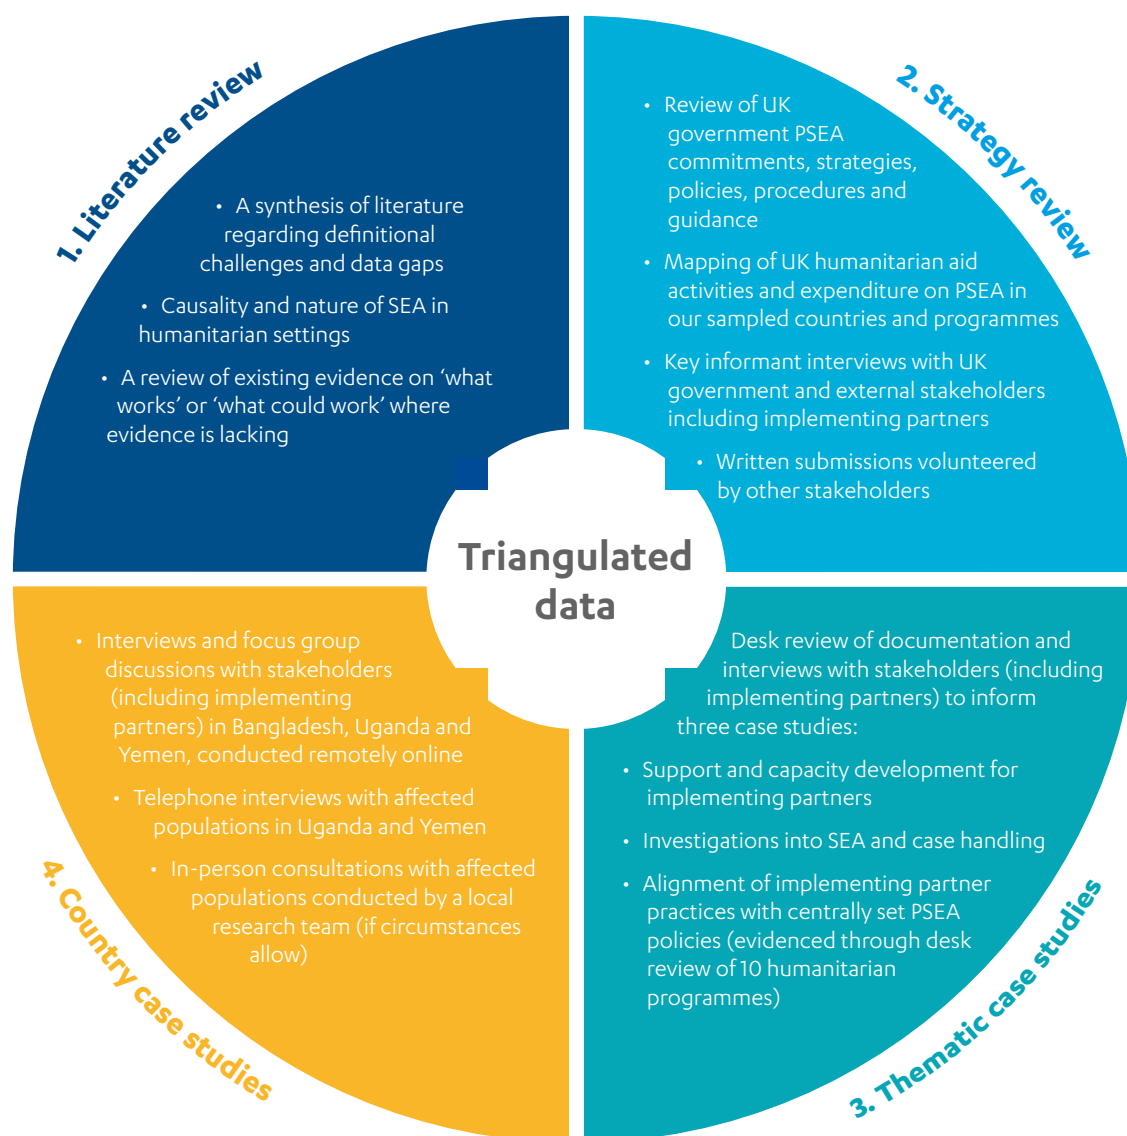 1. Literature review
• A synthesis of literature
regarding definitional
challenges and data gaps
• Causality and nature of SEA in
humanitarian settings
• A review of existing evidence on ‘what
works’ or ‘what could work’ where
evidence is lacking
2. Strategy review
• Review of UK
government PSEA
commitments, strategies,
policies, procedures and
guidance
• Mapping of UK humanitarian aid
activities and expenditure on PSEA in
our sampled countries and programmes
• Key informant interviews with UK
government and external stakeholders
including implementing partners
• Written submissions volunteered
by other stakeholders
Triangulated
data
Desk review of documentation and
interviews with stakeholders (including
implementing partners) to inform
three case studies:
• Support and capacity development for
implementing partners
• Investigations into SEA and case handling
• Alignment of implementing partner
practices with centrally set PSEA
policies (evidenced through desk
review of 10 humanitarian
programmes)
3. Thematic case studies
• Interviews and focus group
discussions with stakeholders
(including implementing
partners) in Bangladesh, Uganda and
Yemen, conducted remotely online
• Telephone interviews with affected
populations in Uganda and Yemen
• In-person consultations with affected
populations conducted by a local
research team (if circumstances
allow)
4. Country case studies